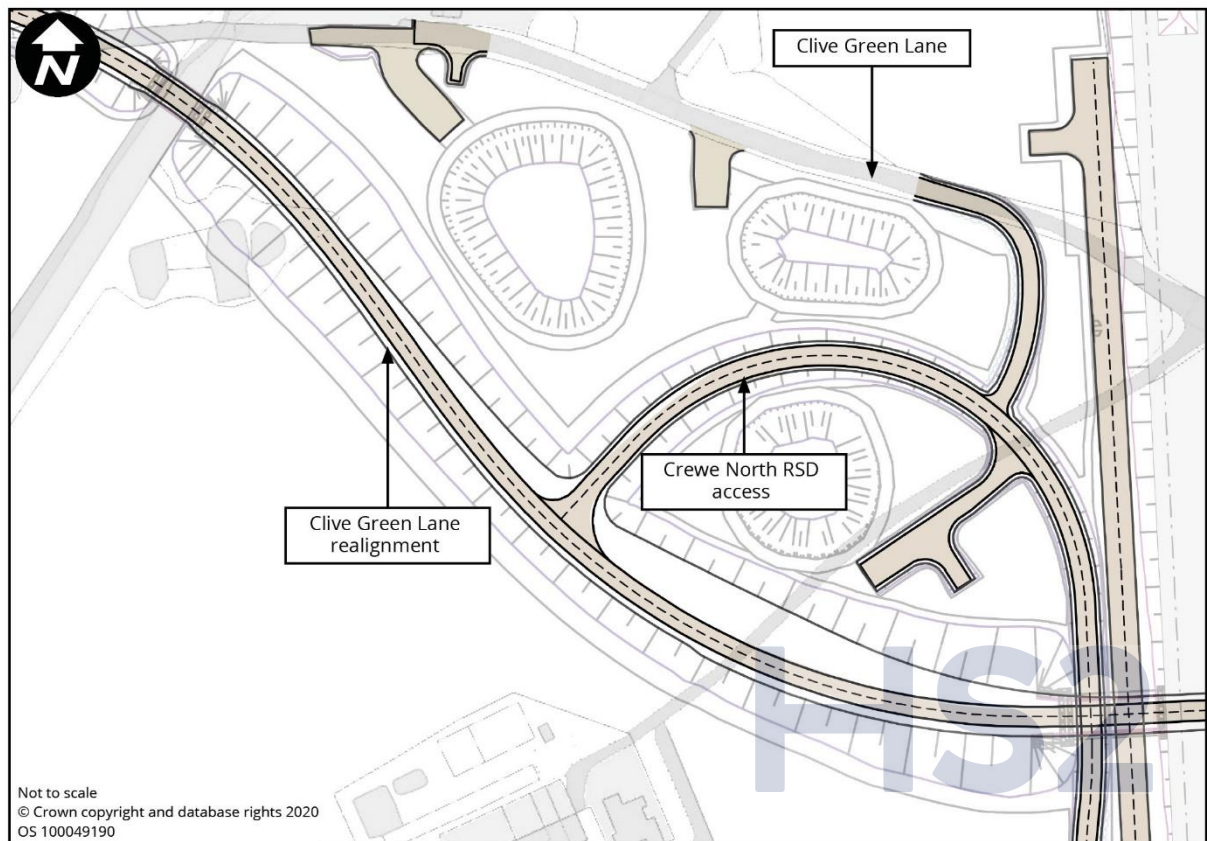 N
Clive Green Lane
Crewe North RSD
access
Clive Green Lane
realignment
HS2
Not to scale
© Crown copyright and database rights 2020
OS 100049190